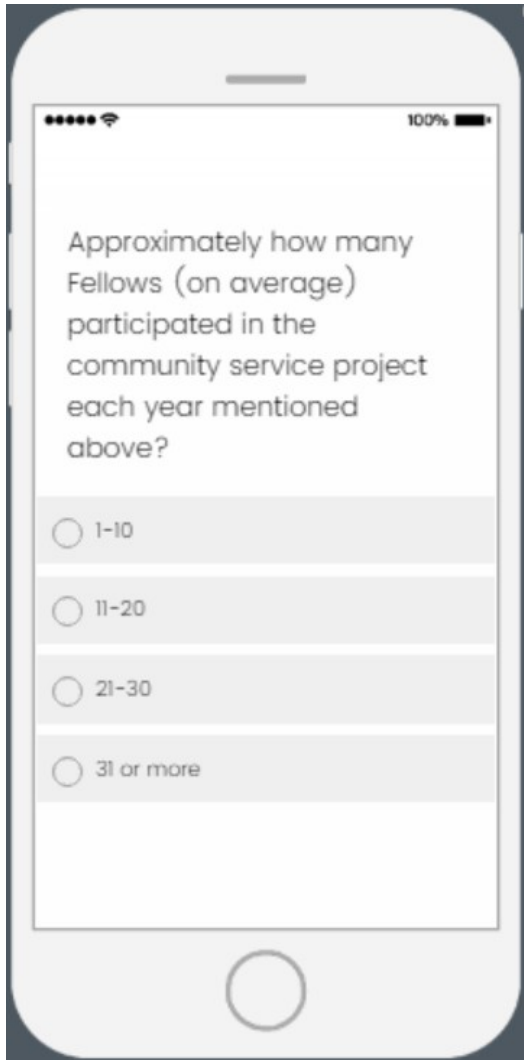 100%
Approximately how many
Fellows (on average)
participated in the
community service project
each year mentioned
above?
1-10
11-20
21-30
31 or more